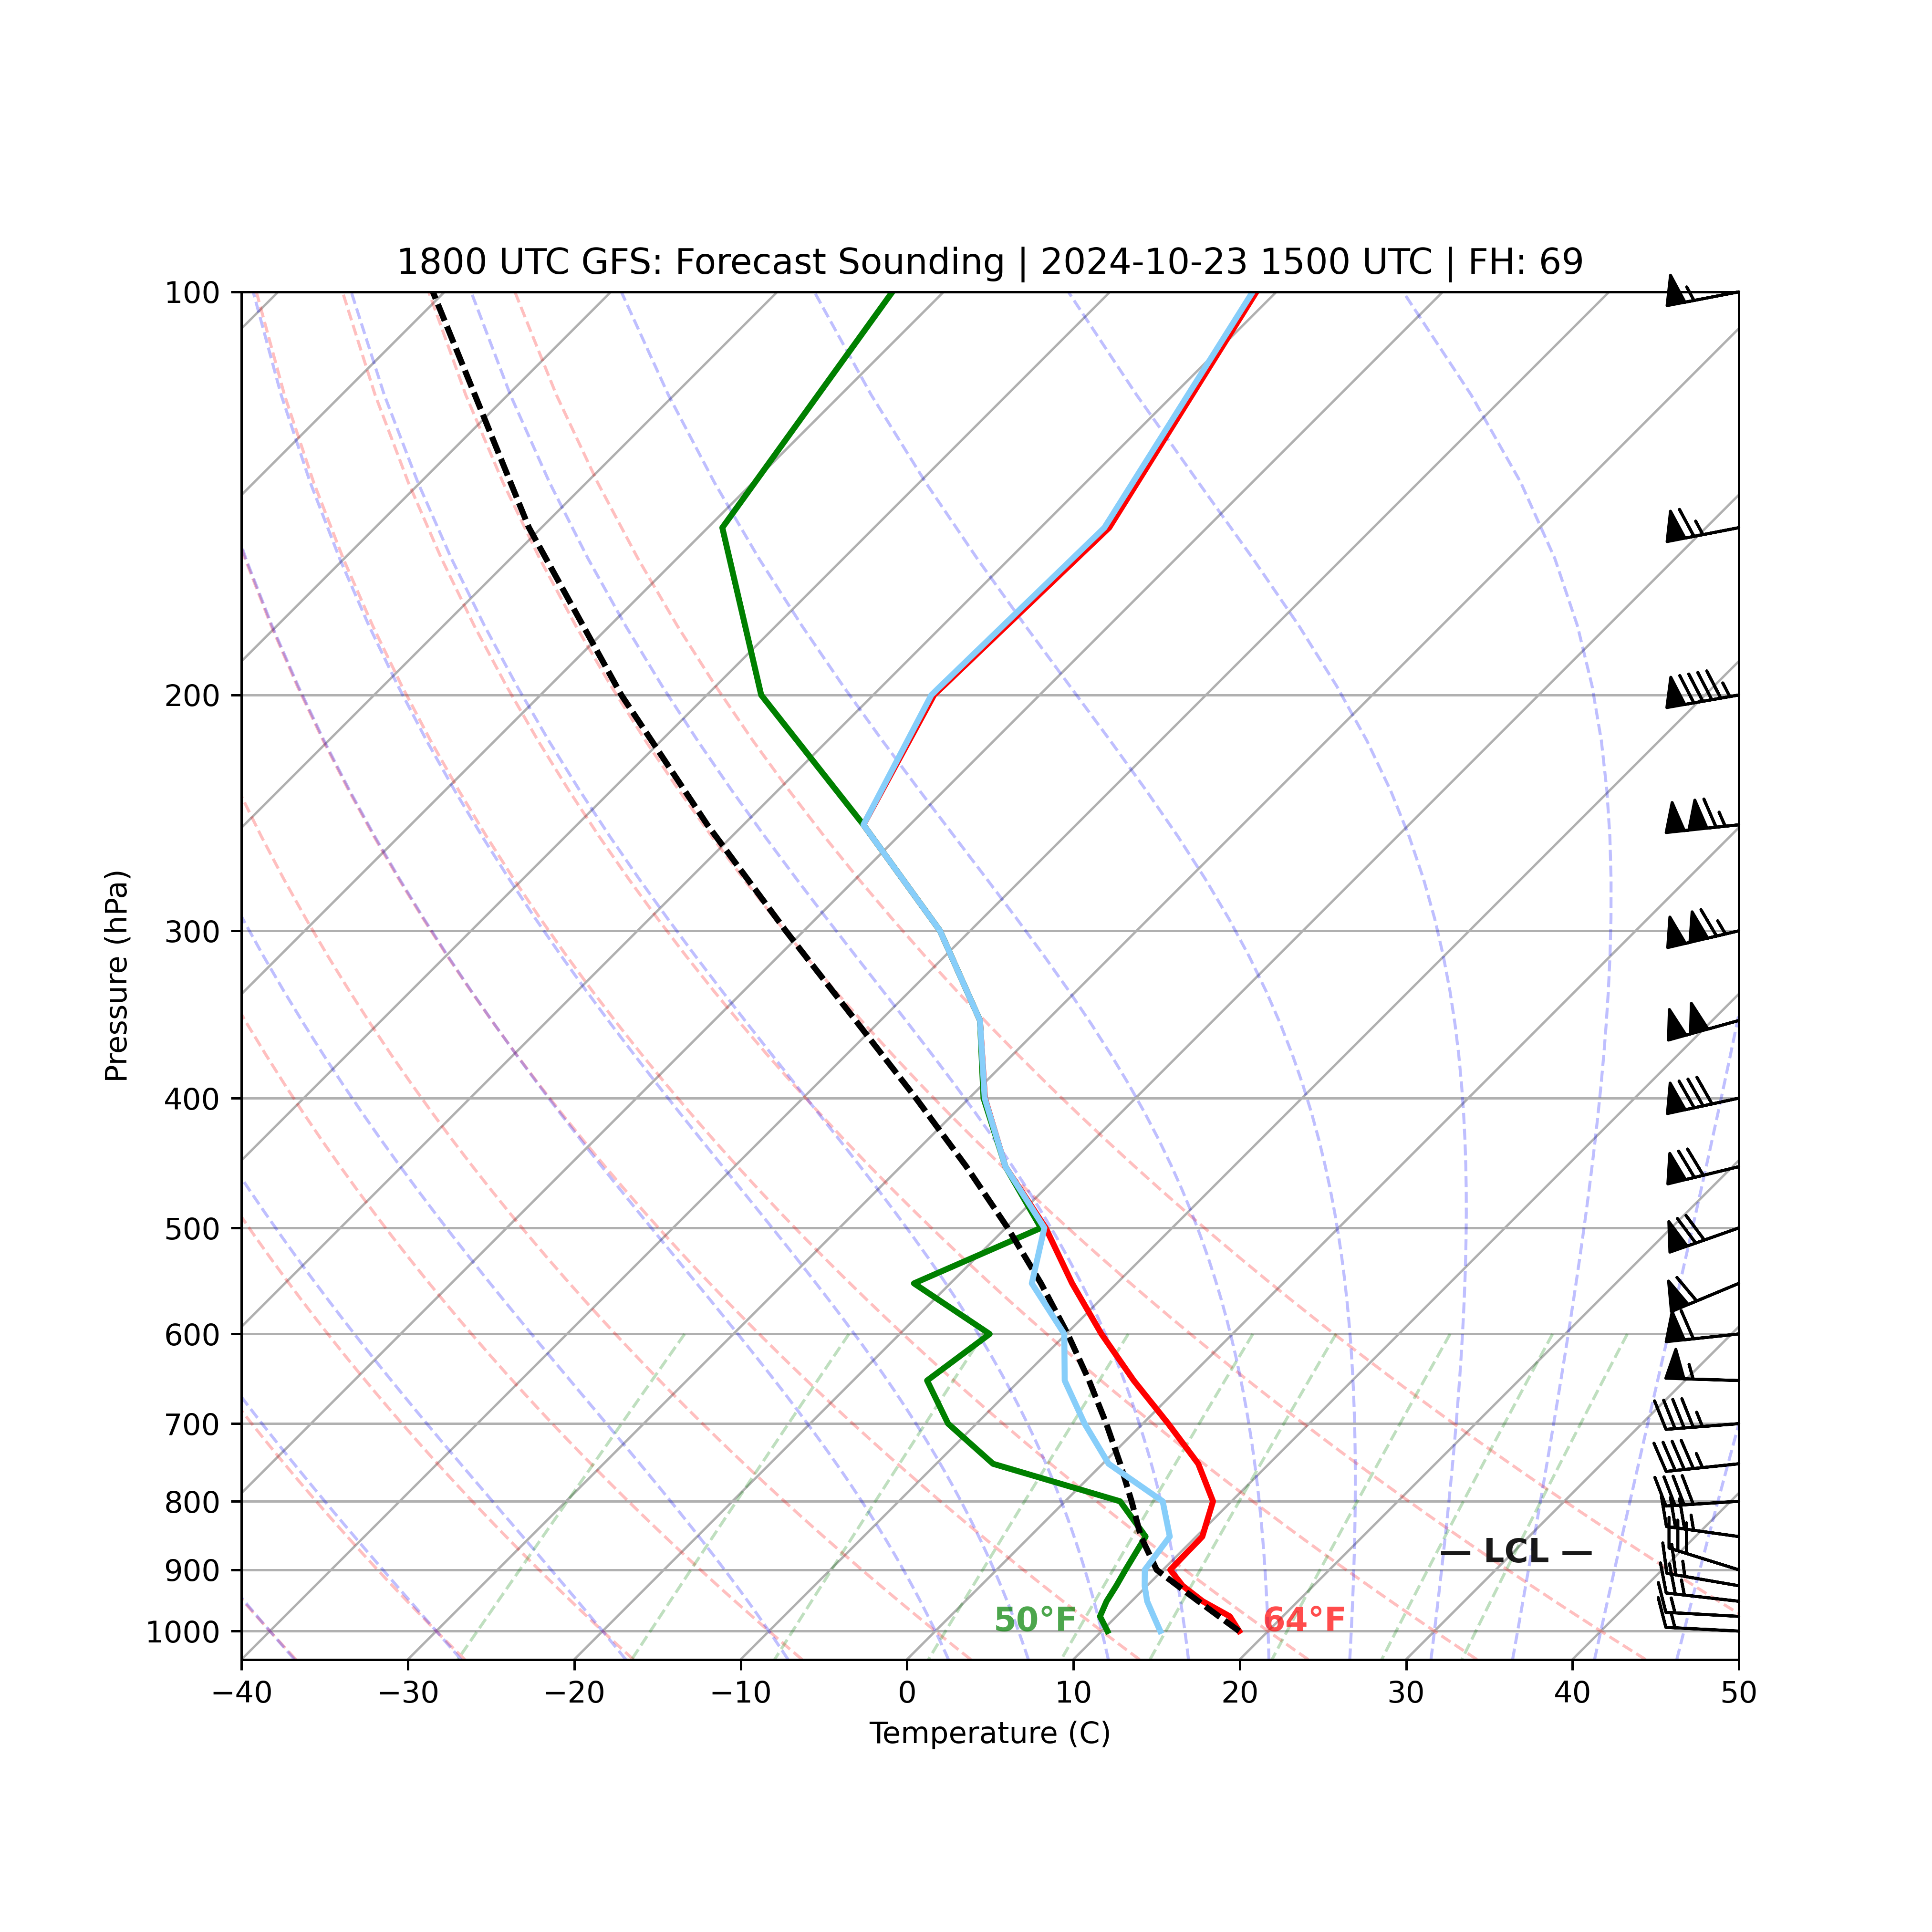 1800 UTC GFS: Forecast Sounding | 2024-10-23 1500 UTC | FH: 69
100
200
300
400
500
600
700
800
900
1000
Pressure (hPa)
— LCL —
50°F
64°F
−40 −30 −20 −10 0 10 20 30 40 50
Temperature (C)